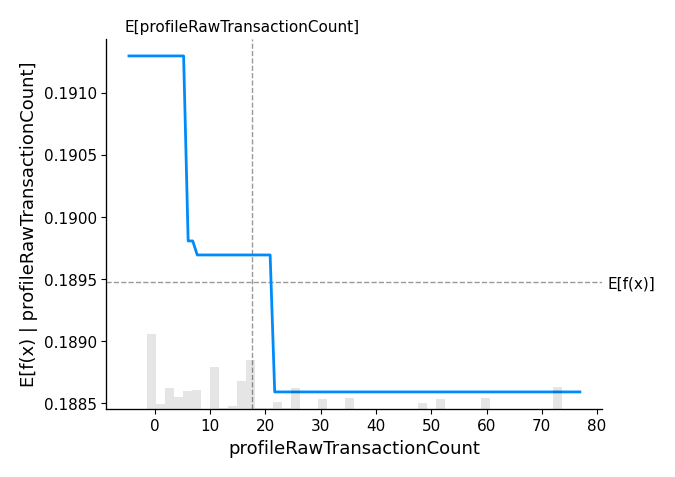 E[profileRawTransactionCount]
E[f(x) | profileRawTransactionCount]
0.1910
0.1905
0.1900
0.1895
0.1890
0.1885
E[f(x)]
0 10 20 30 40 50 60 70 80
profileRawTransactionCount